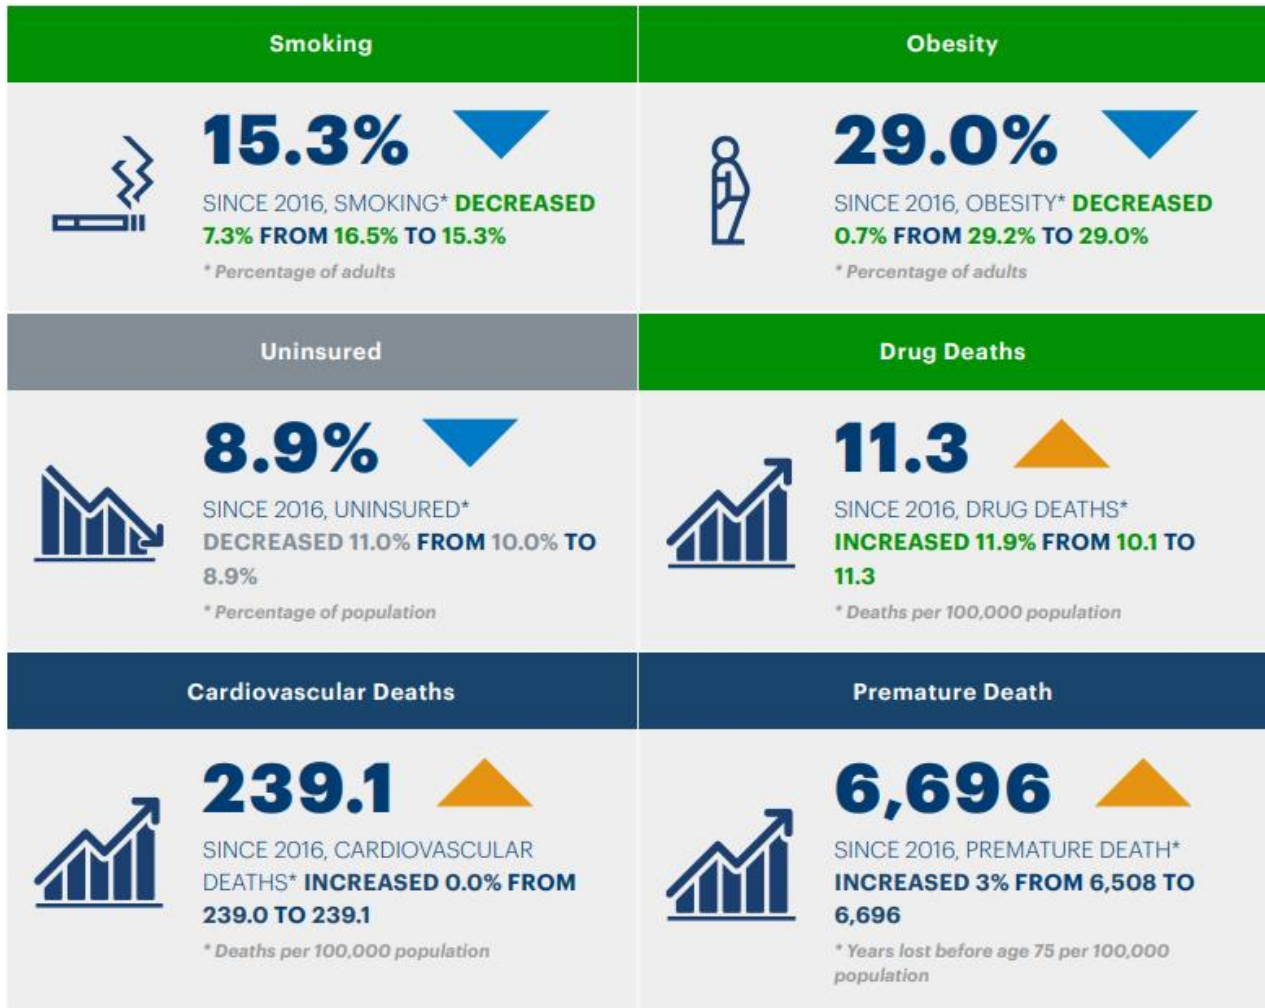 Smoking
15.3%
SINCE 2016, SMOKING* DECREASED
7.3% FROM 16.5% TO 15.3%
* Percentage of adults
Obesity
29.0%
SINCE 2016, OBESITY* DECREASED
0.7% FROM 29.2% TO 29.0%
* Percentage of adults
Uninsured
8.9%
SINCE 2016, UNINSURED*
DECREASED 11.0% FROM 10.0% TO
8.9%
* Percentage of population
Drug Deaths
11.3
SINCE 2016, DRUG DEATHS*
INCREASED 11.9% FROM 10.1 TO
11.3
* Deaths per 100,000 population
Cardiovascular Deaths
239.1
SINCE 2016, CARDIOVASCULAR
DEATHS* INCREASED 0.0% FROM
239.0 TO 239.1
* Deaths per 100,000 population
Premature Death
6,696
SINCE 2016, PREMATURE DEATH*
INCREASED 3% FROM 6,508 TO
6,696
* Years lost before age 75 per 100,000
population